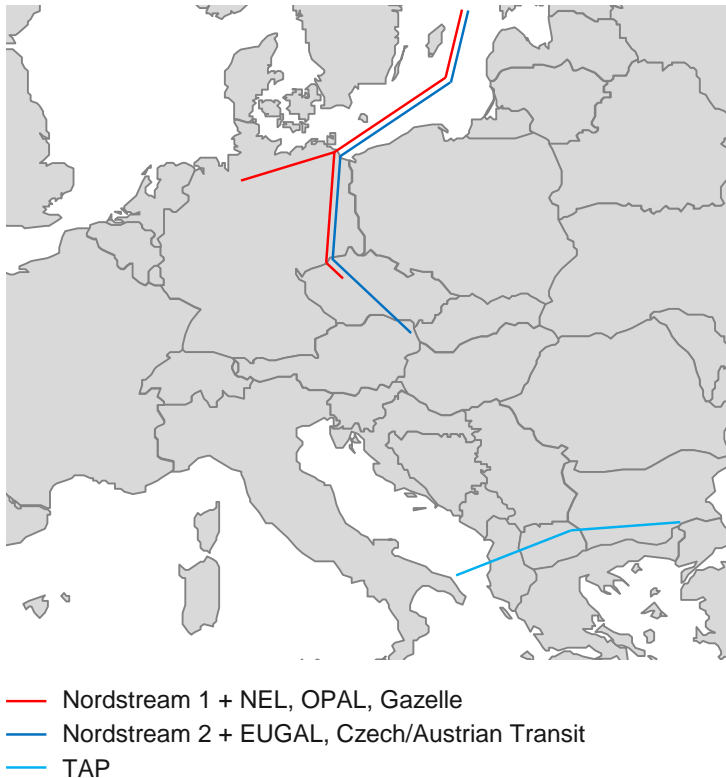 Nordstream 1 + NEL, OPAL, Gazelle
Nordstream 2 + EUGAL, Czech/Austrian Transit
TAP